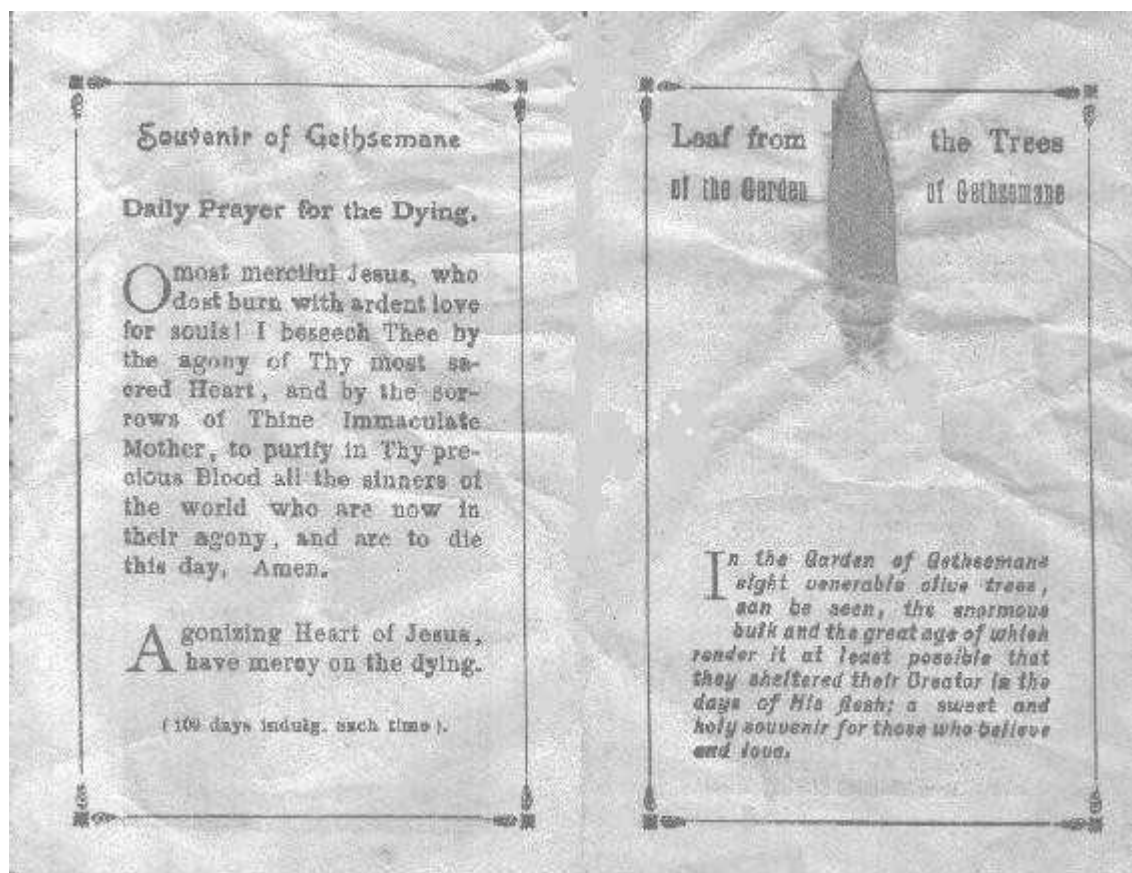 Souvenir of Gethsemane
Daily Prayer for the Dying.
O most merciful Jesus, who
dost burn with ardent love
for souls! I beseech Thee by
the agony of Thy most sa-
cred Heart, and by the sor-
rows of Thine Immaculate
Mother, to purify in Thy pre-
cious Blood all the sinners of
the world who are now in
their agony, and are to die
this day, Amen.
Agonizing Heart of Jesus,
have mercy on the dying.
(100 days indulg. each time).
Leaf from the Trees
of the Garden of Gethsemane
In the Garden of Gethsemane
eight venerable olive trees,
can be seen, the enormous
bulk and the great age of which
render it at least possible that
they sheltered their Creator in the
days of His flesh; a sweet and
holy souvenir for those who believe
and love.